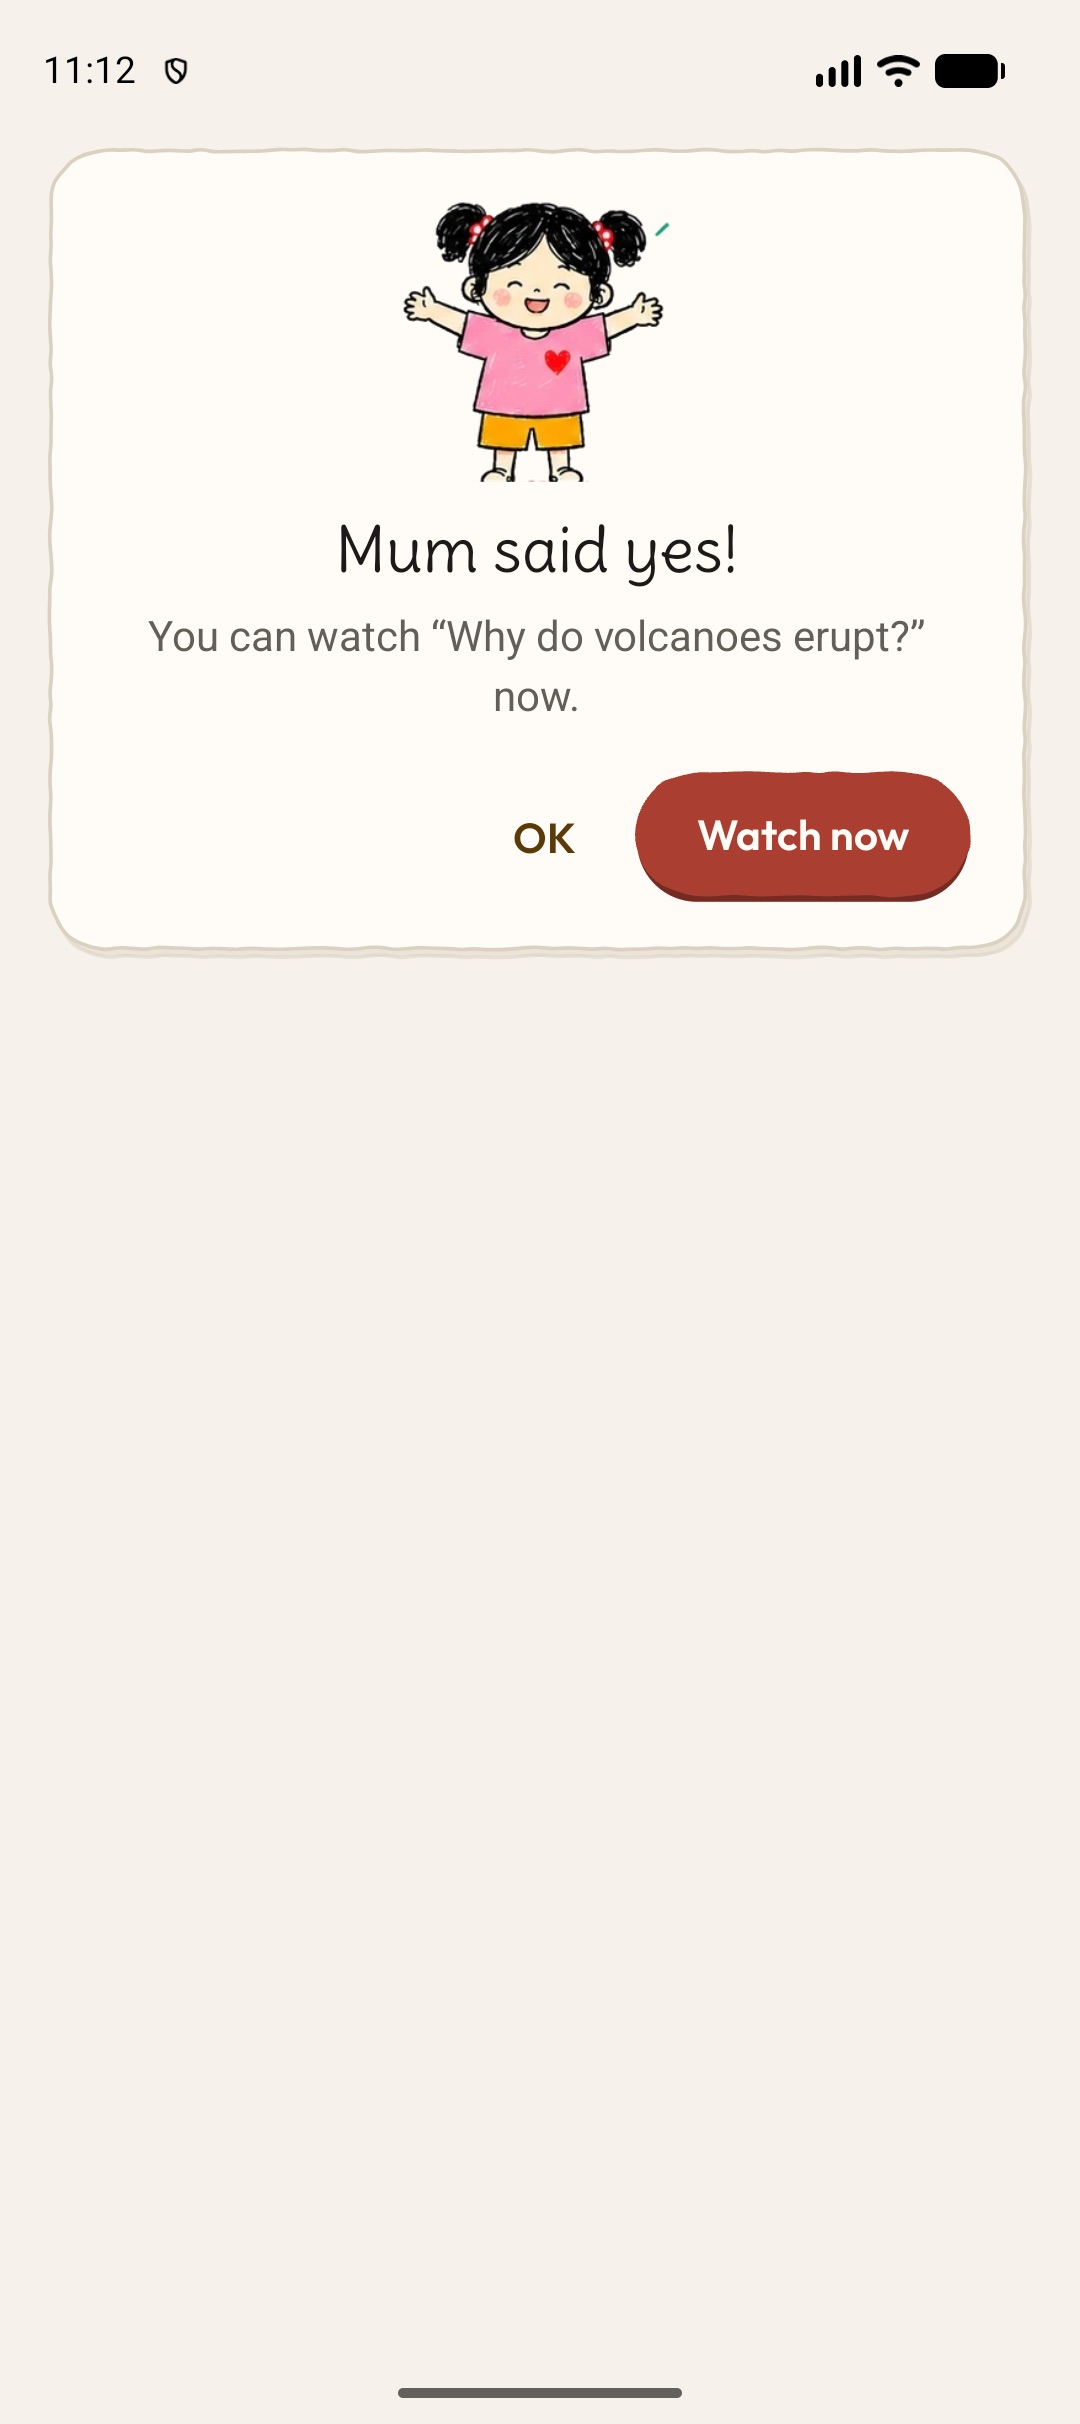 11:12
Mum said yes!
You can watch “Why do volcanoes erupt?”
now.
OK
Watch now